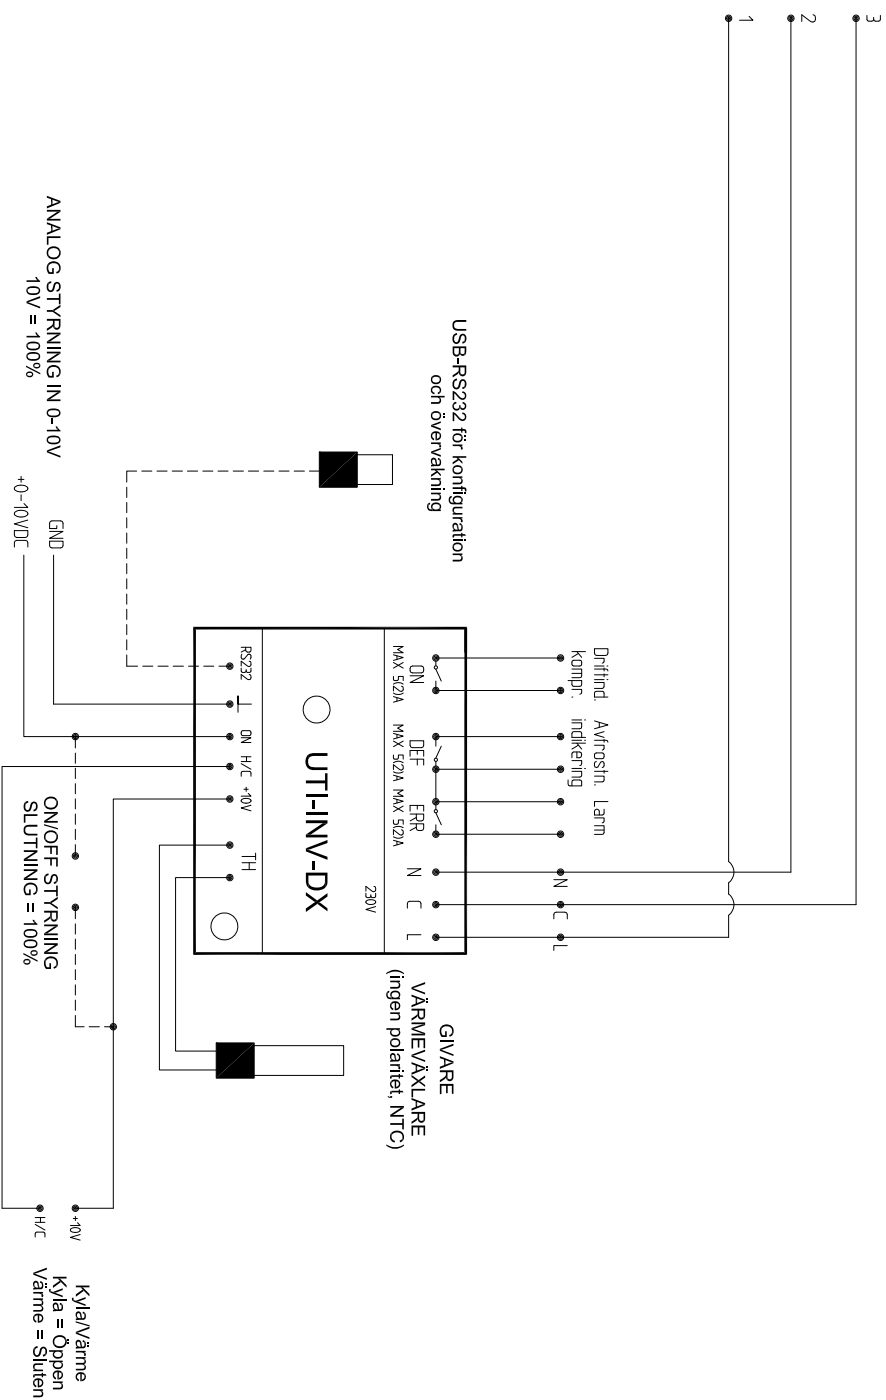 3
2
1
USB-RS232 för konfiguration
och övervakning
ANALOG STYRNING IN 0-10V
10V = 100%
GND
+0-10VDC
Driftind.
kompr.
Avfrostn.
indikering
Larm
N
C
L
ON
MAX 5(2)A
DEF
MAX 5(2)A
ERR
MAX 5(2)A
N
C
L
230V
UTI-INV-DX
RS232
ON
H/C
+10V
TH
GIVARE
VÄRMEVÄXLARE
(ingen polaritet, NTC)
ON/OFF STYRNING
SLUTNING = 100%
+10V
H/C
Kyla/Värme
Kyla = Öppen
Värme = Sluten